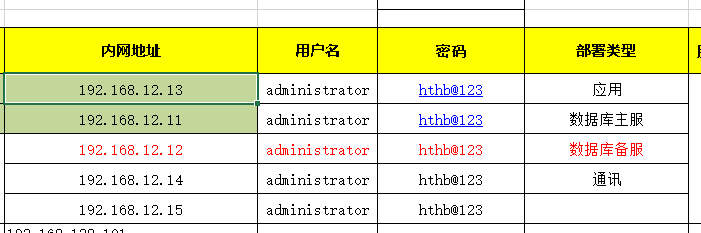 内网地址 用户名 密码 部署类型
192.168.12.13 administrator hthb@123 应用
192.168.12.11 administrator hthb@123 数据库主服
192.168.12.12 administrator hthb@123 数据库备服
192.168.12.14 administrator hthb@123 通讯
192.168.12.15 administrator hthb@123